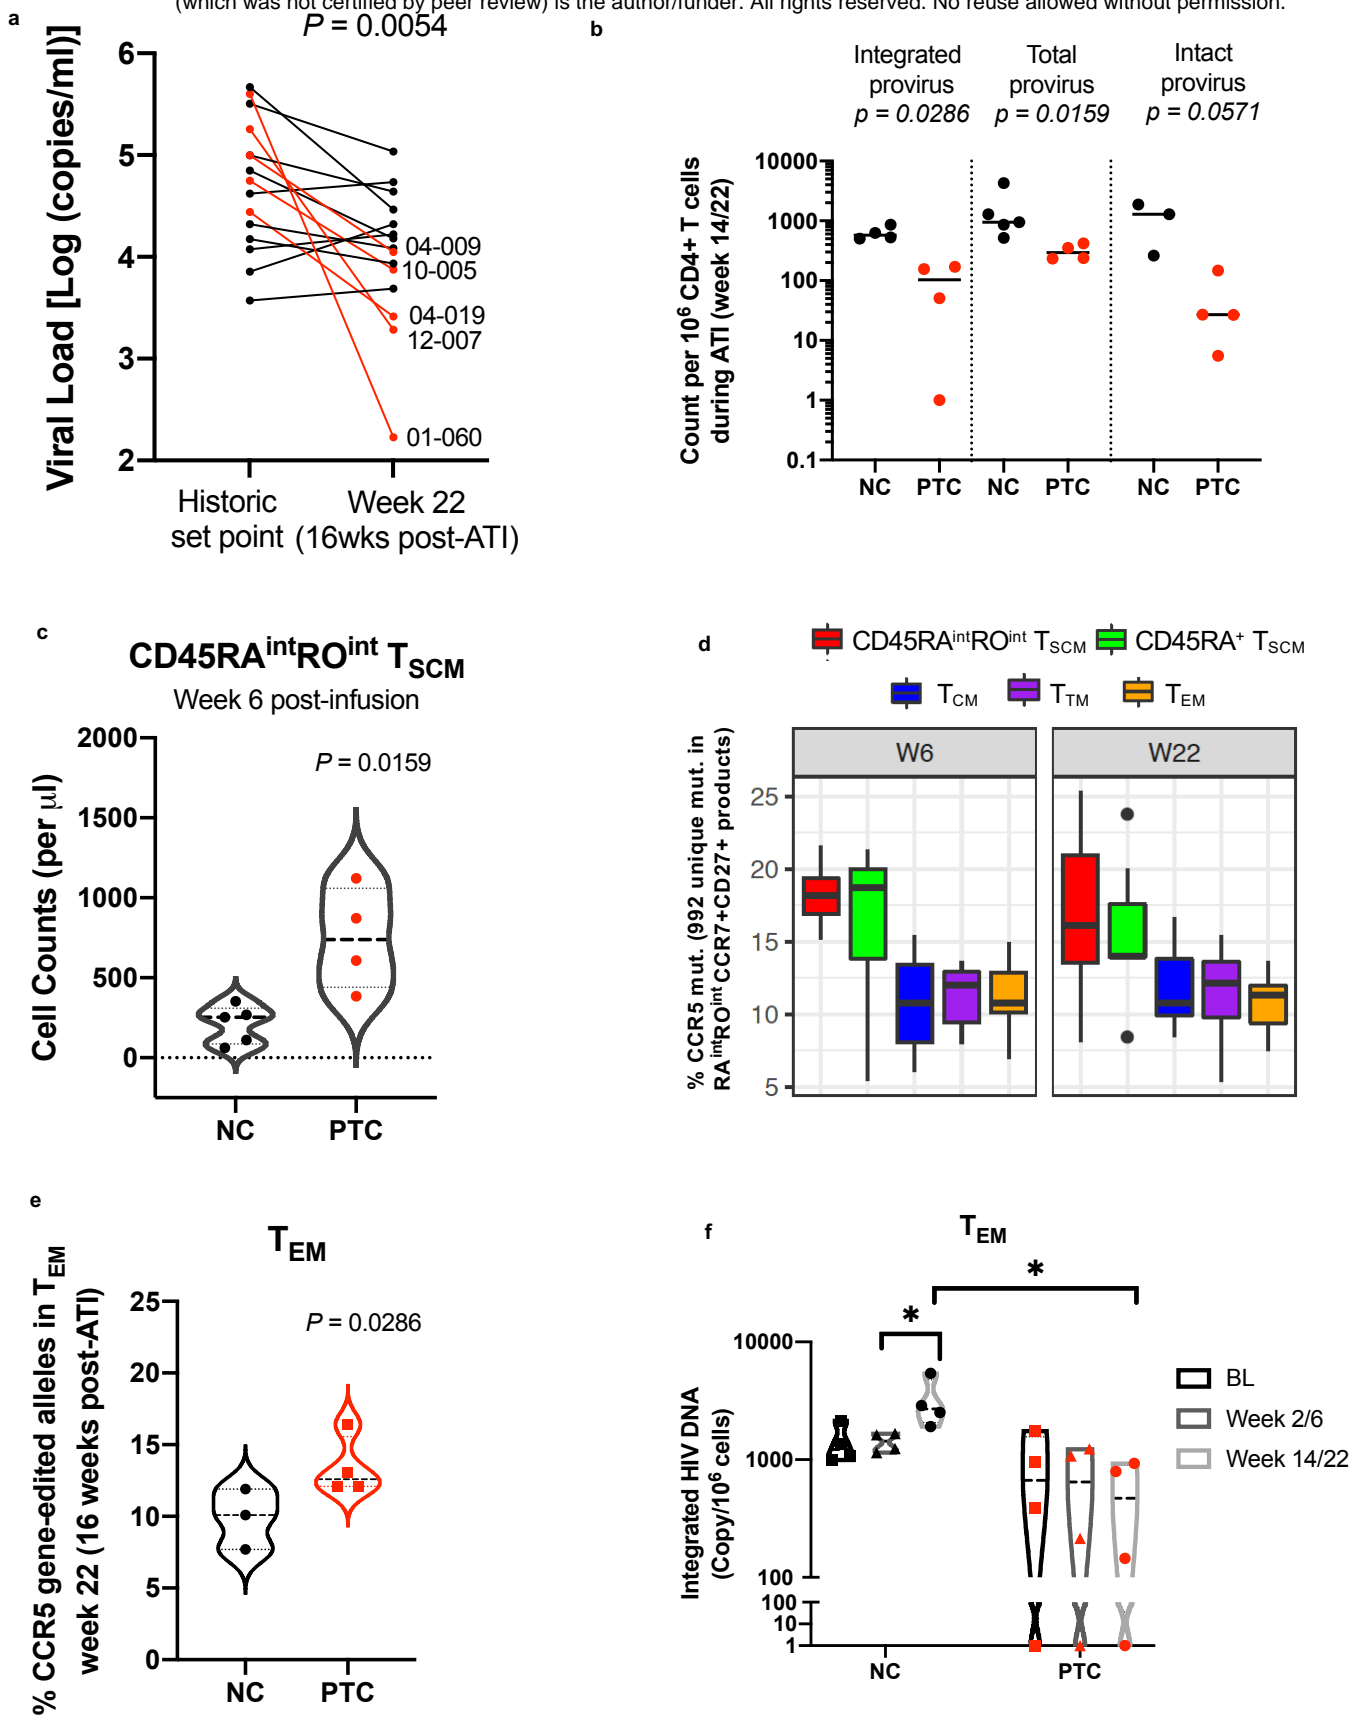 (which was not certified by peer review) is the author/funder. All rights reserved. No reuse allowed without permission.
a
P = 0.0054
Viral Load [Log (copies/ml)]
6
5
4
3
2
04-009
10-005
04-019
12-007
01-060
Historic
set point
Week 22
(16wks post-ATI)
b
Integrated
provirus
p = 0.0286
Total
provirus
p = 0.0159
Intact
provirus
p = 0.0571
Count per 10⁶ CD4+ T cells
during ATI (week 14/22)
10000
1000
100
10
1
0.1
NC PTC NC PTC NC PTC
c
CD45RAintROint TSCM
Week 6 post-infusion
P = 0.0159
Cell Counts (per µl)
2000
1500
1000
500
0
NC PTC
d
CD45RAintROint TSCM CD45RA+ TSCM
TCM TTM TEM
% CCR5 mut. (992 unique mut. in
RAintROint CCR7+CD27+ products)
W6 W22
25
20
15
10
5
e
TEM
P = 0.0286
% CCR5 gene-edited alleles in TEM
week 22 (16 weeks post-ATI)
25
20
15
10
5
0
NC PTC
f
TEM
*
*
Integrated HIV DNA
(Copy/10⁶ cells)
10000
1000
100
100
10
1
NC PTC
BL
Week 2/6
Week 14/22